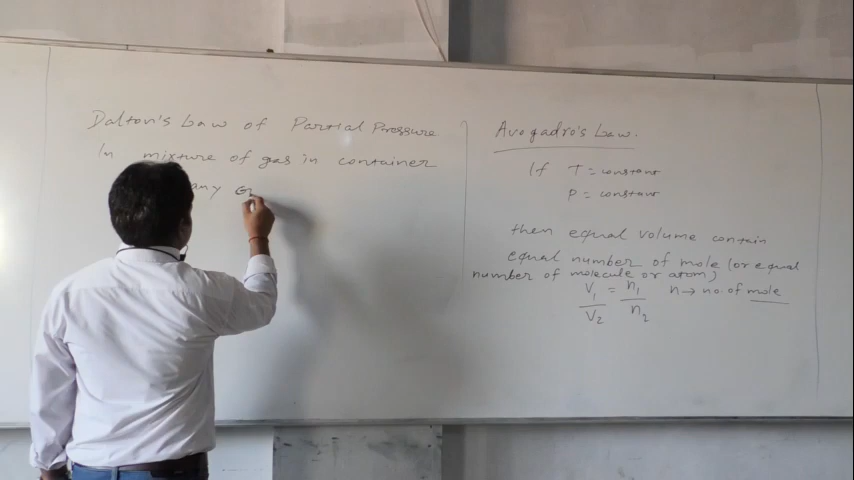 Dalton's Law of Partial Pressure
In mixture of gas in container
any G
Avogadro's Law.
If T = constant
P = constant
then equal volume contain
equal number of mole (or equal
number of molecule or atom)
V1/V2 = n1/n2 n → no. of mole